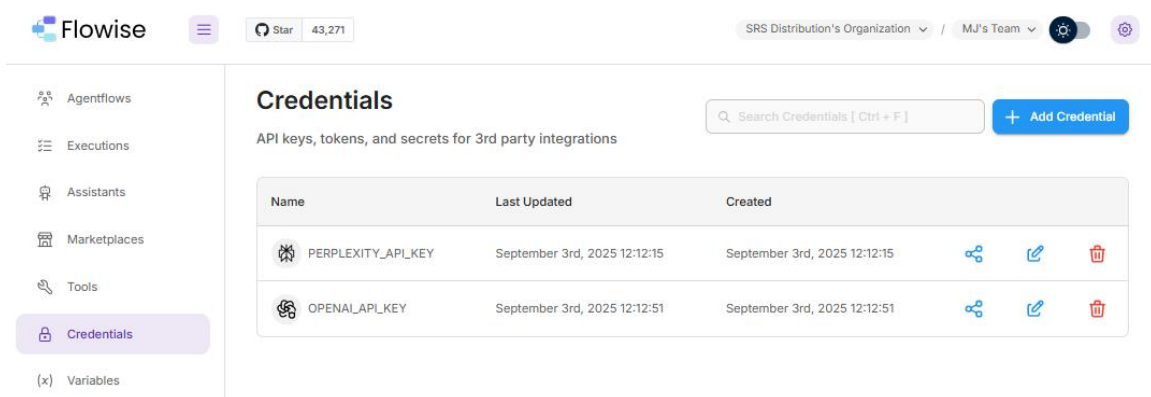 Flowise
Star 43,271
SRS Distribution's Organization / MJ's Team
Agentflows
Executions
Assistants
Marketplaces
Tools
Credentials
(x) Variables
Credentials
API keys, tokens, and secrets for 3rd party integrations
Search Credentials [ Ctrl + F ]
+ Add Credential
Name Last Updated Created
PERPLEXITY_API_KEY September 3rd, 2025 12:12:15 September 3rd, 2025 12:12:15
OPENAI_API_KEY September 3rd, 2025 12:12:51 September 3rd, 2025 12:12:51